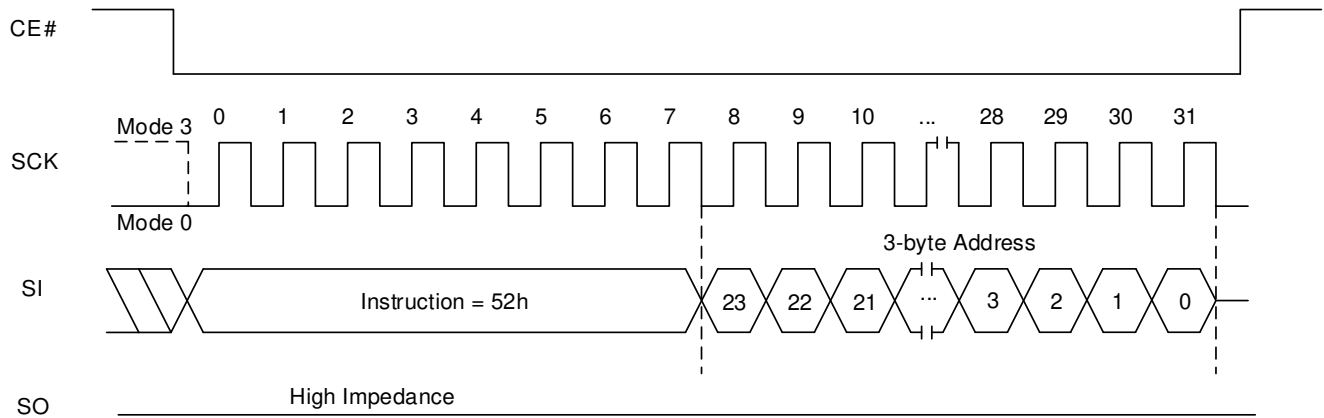 CE#
0 1 2 3 4 5 6 7 8 9 10 ... 28 29 30 31
Mode 3
SCK
Mode 0
3-byte Address
SI
Instruction = 52h 23 22 21 ... 3 2 1 0
High Impedance
SO